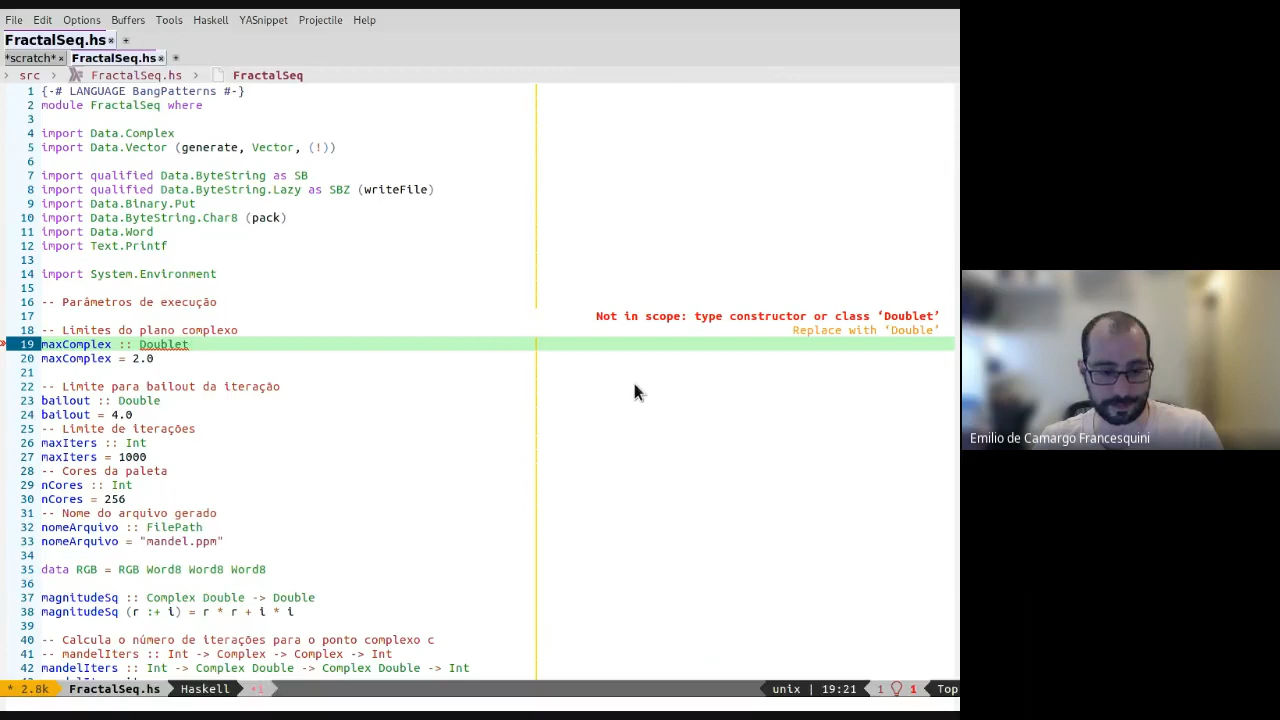 File Edit Options Buffers Tools Haskell YASnippet Projectile Help
FractalSeq.hs
*scratch* FractalSeq.hs
src FractalSeq.hs FractalSeq
1 {-# LANGUAGE BangPatterns #-}
2 module FractalSeq where
3
4 import Data.Complex
5 import Data.Vector (generate, Vector, (!))
6
7 import qualified Data.ByteString as SB
8 import qualified Data.ByteString.Lazy as SBZ (writeFile)
9 import Data.Binary.Put
10 import Data.ByteString.Char8 (pack)
11 import Data.Word
12 import Text.Printf
13
14 import System.Environment
15
16 -- Parâmetros de execução
17 Not in scope: type constructor or class ‘Doublet’
18 -- Limites do plano complexo Replace with ‘Double’
19 maxComplex :: Doublet
20 maxComplex = 2.0
21
22 -- Limite para bailout da iteração
23 bailout :: Double
24 bailout = 4.0
25 -- Limite de iterações
26 maxIters :: Int
27 maxIters = 1000
28 -- Cores da paleta
29 nCores :: Int
30 nCores = 256
31 -- Nome do arquivo gerado
32 nomeArquivo :: FilePath
33 nomeArquivo = "mandel.ppm"
34
35 data RGB = RGB Word8 Word8 Word8
36
37 magnitudeSq :: Complex Double -> Double
38 magnitudeSq (r :+ i) = r * r + i * i
39
40 -- Calcula o número de iterações para o ponto complexo c
41 -- mandelIters :: Int -> Complex -> Complex -> Int
42 mandelIters :: Int -> Complex Double -> Complex Double -> Int
* 2.8k FractalSeq.hs Haskell unix | 19:21 1 1 Top
Emilio de Camargo Francesquini